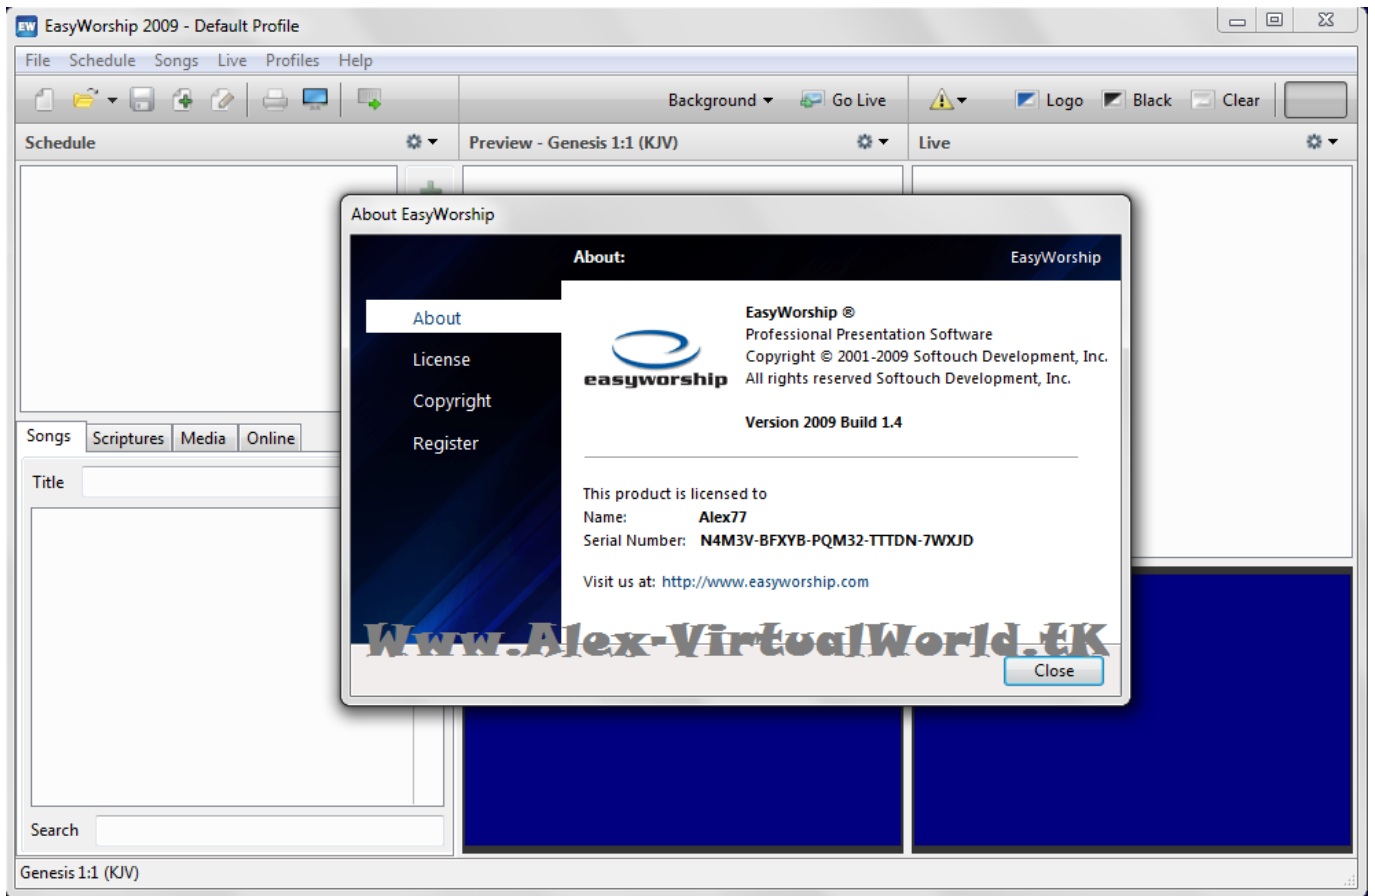 EW EasyWorship 2009 - Default Profile
File Schedule Songs Live Profiles Help
Background Go Live Logo Black Clear
Schedule Preview - Genesis 1:1 (KJV) Live
About EasyWorship
About: EasyWorship
About
License
Copyright
Register
easyworship
EasyWorship ®
Professional Presentation Software
Copyright © 2001-2009 Softouch Development, Inc.
All rights reserved Softouch Development, Inc.
Version 2009 Build 1.4
This product is licensed to
Name: Alex77
Serial Number: N4M3V-BFXYB-PQM32-TTTDN-7WXJD
Visit us at: http://www.easyworship.com
Www.Alex-VirtualWorld.tK
Close
Songs Scriptures Media Online
Title
Search
Genesis 1:1 (KJV)